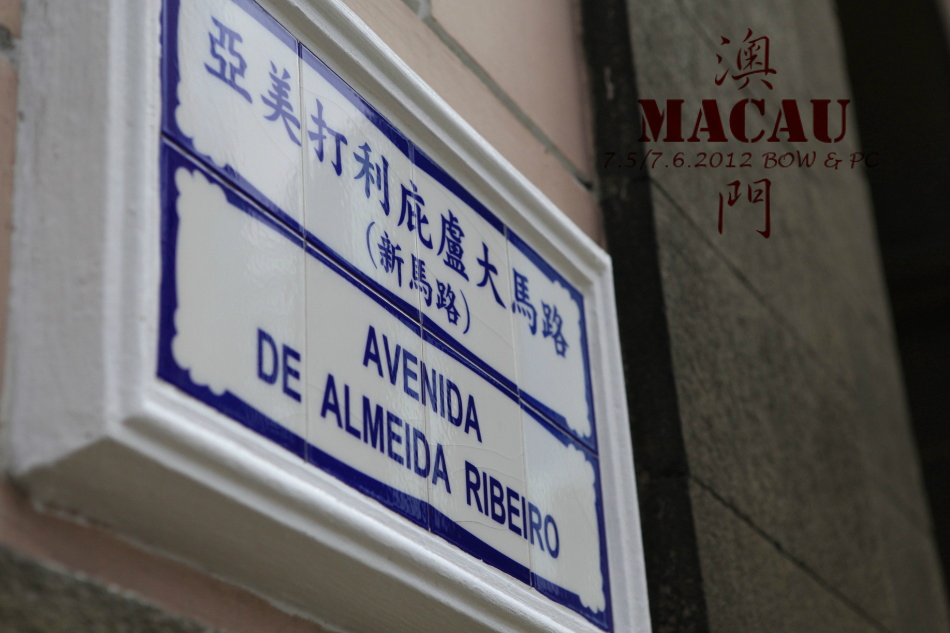 亞美打利庇盧大馬路
(新馬路)
AVENIDA
DE ALMEIDA RIBEIRO
澳
MACAU
7.5/7.6.2012 BOW & PC
門